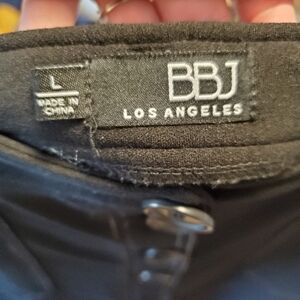 L
MADE IN
CHINA
BBJ
LOS ANGELES